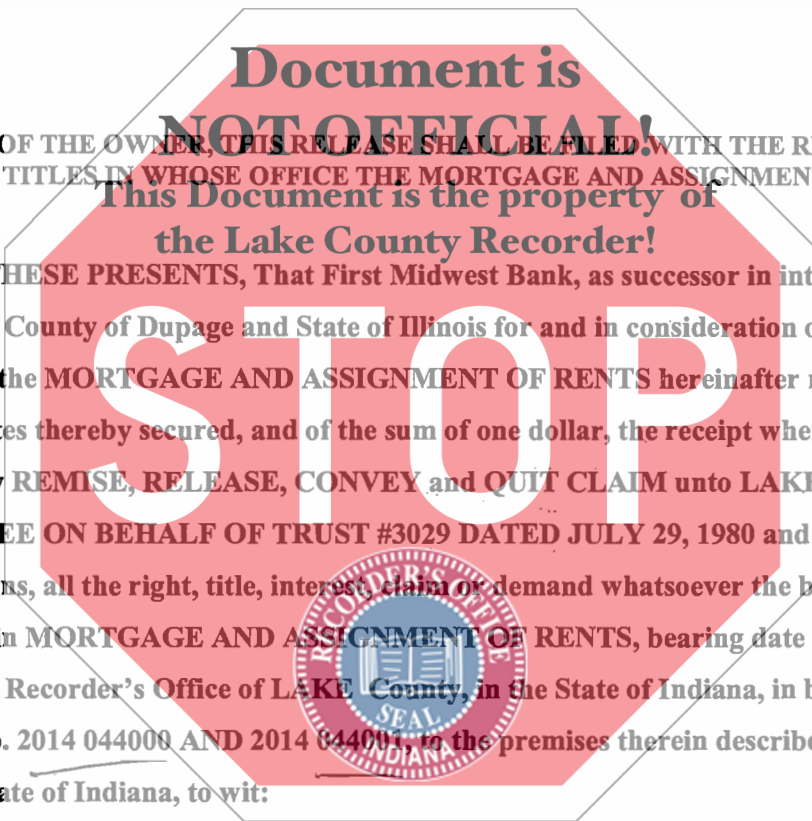 Document is
NOT OFFICIAL!
OF THE OWNER, THIS RELEASE SHALL BE FILED WITH THE R
TITLES IN WHOSE OFFICE THE MORTGAGE AND ASSIGNMEN
This Document is the property of
the Lake County Recorder!
HESE PRESENTS, That First Midwest Bank, as successor in int
County of Dupage and State of Illinois for and in consideration o
the MORTGAGE AND ASSIGNMENT OF RENTS hereinafter
es thereby secured, and of the sum of one dollar, the receipt whe
REMISE, RELEASE, CONVEY and QUIT CLAIM unto LAKE
STOP
EE ON BEHALF OF TRUST #3029 DATED JULY 29, 1980 and
ns, all the right, title, interest, claim or demand whatsoever the b
n MORTGAGE AND ASSIGNMENT OF RENTS, bearing date
Recorder's Office of LAKE County, in the State of Indiana, in b
. 2014 044000 AND 2014 044001, to the premises therein describe
ate of Indiana, to wit:
RECORDER'S OFFICE
SEAL
INDIANA